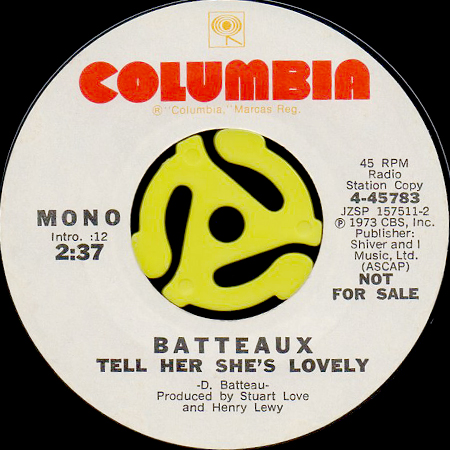 COLUMBIA
® "Columbia," Marcas Reg.
45 RPM
Radio
Station Copy
4-45783
JZSP 157511-2
℗ 1973 CBS, Inc.
Publisher:
Shiver and I
Music, Ltd.
(ASCAP)
NOT
FOR SALE
MONO
Intro. :12
2:37
BATTEAUX
TELL HER SHE'S LOVELY
-D. Batteau-
Produced by Stuart Love
and Henry Lewy